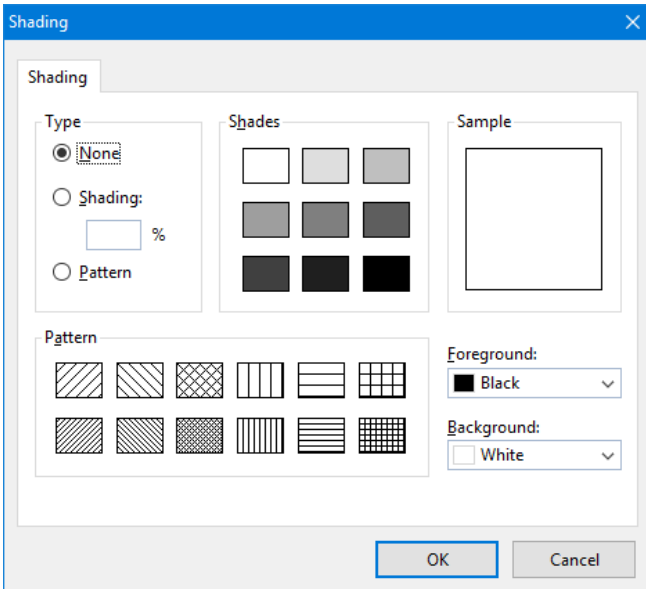 Shading
Shading
Type
None
Shading:
%
Pattern
Shades
Sample
Pattern
Foreground:
Black
Background:
White
OK
Cancel